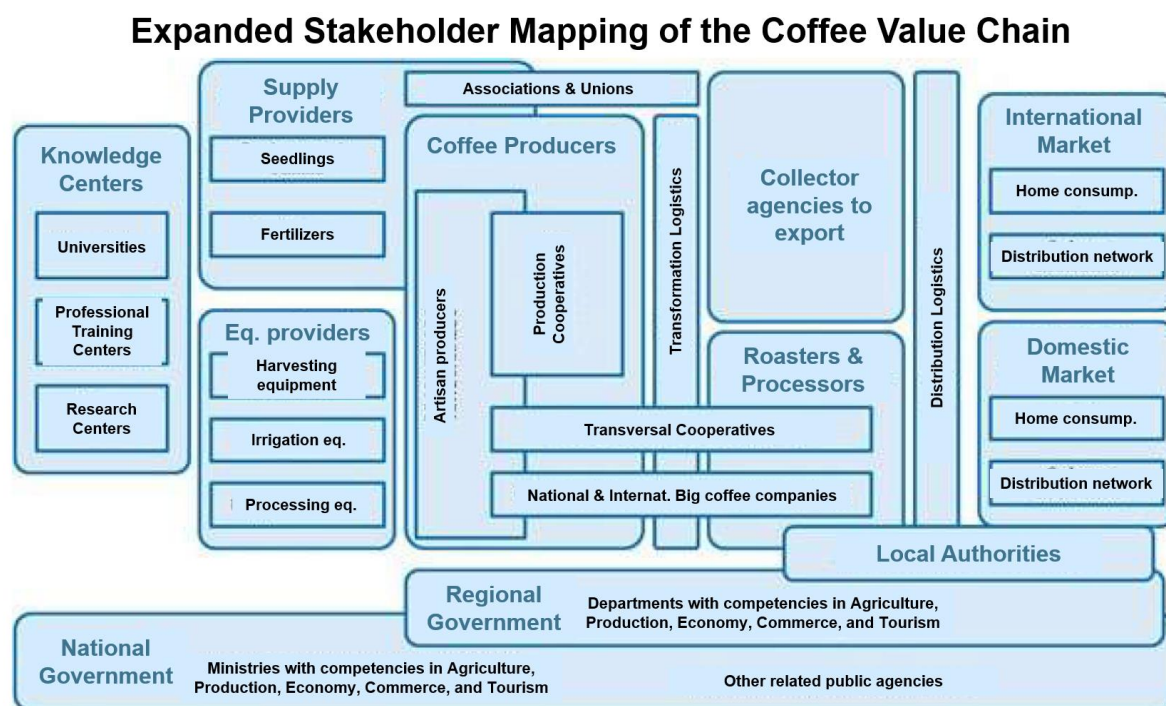 Expanded Stakeholder Mapping of the Coffee Value Chain
Knowledge
Centers
Universities
Professional
Training
Centers
Research
Centers
Supply
Providers
Seedlings
Fertilizers
Eq. providers
Harvesting
equipment
Irrigation eq.
Processing eq.
Associations & Unions
Coffee Producers
Artisan producers
Production
Cooperatives
Transformation Logistics
Transversal Cooperatives
National & Internat. Big coffee companies
Collector
agencies to
export
Roasters &
Processors
Distribution Logistics
International
Market
Home consump.
Distribution network
Domestic
Market
Home consump.
Distribution network
Local Authorities
Regional
Government
Departments with competencies in Agriculture,
Production, Economy, Commerce, and Tourism
National
Government
Ministries with competencies in Agriculture,
Production, Economy, Commerce, and Tourism
Other related public agencies